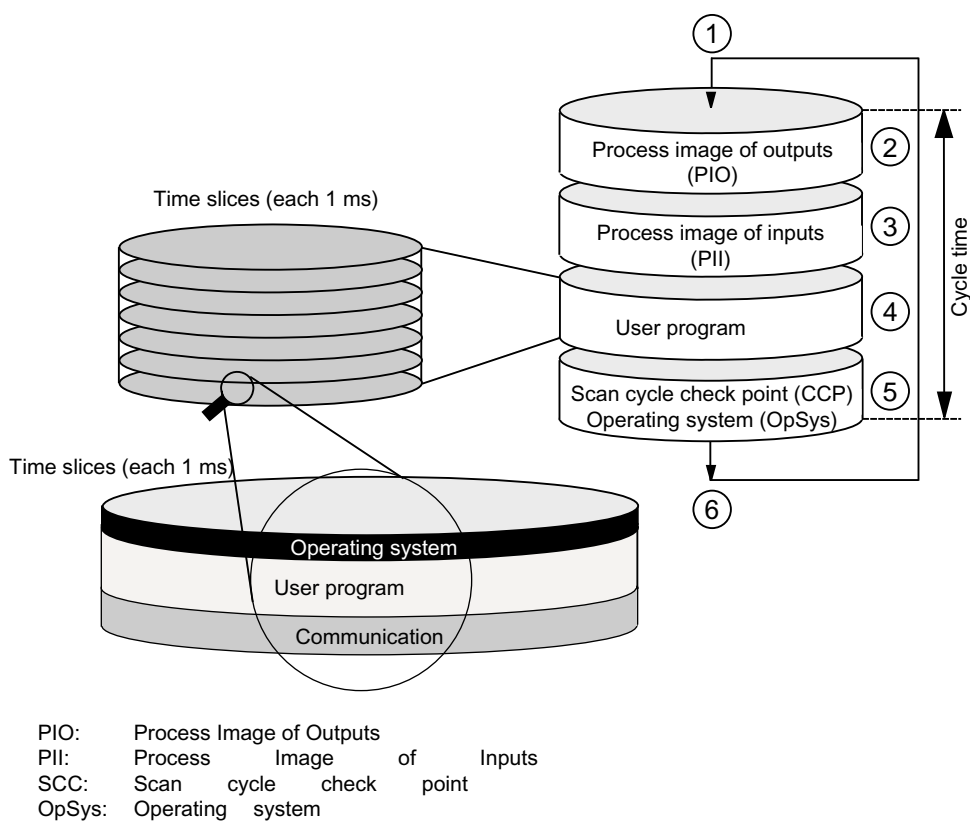 1
Process image of outputs
(PIO)
2
Time slices (each 1 ms)
Process image of inputs
(PII)
3
Cycle time
User program
4
Scan cycle check point (CCP)
Operating system (OpSys)
5
Time slices (each 1 ms)
6
Operating system
User program
Communication
PIO: Process Image of Outputs
PII: Process Image of Inputs
SCC: Scan cycle check point
OpSys: Operating system